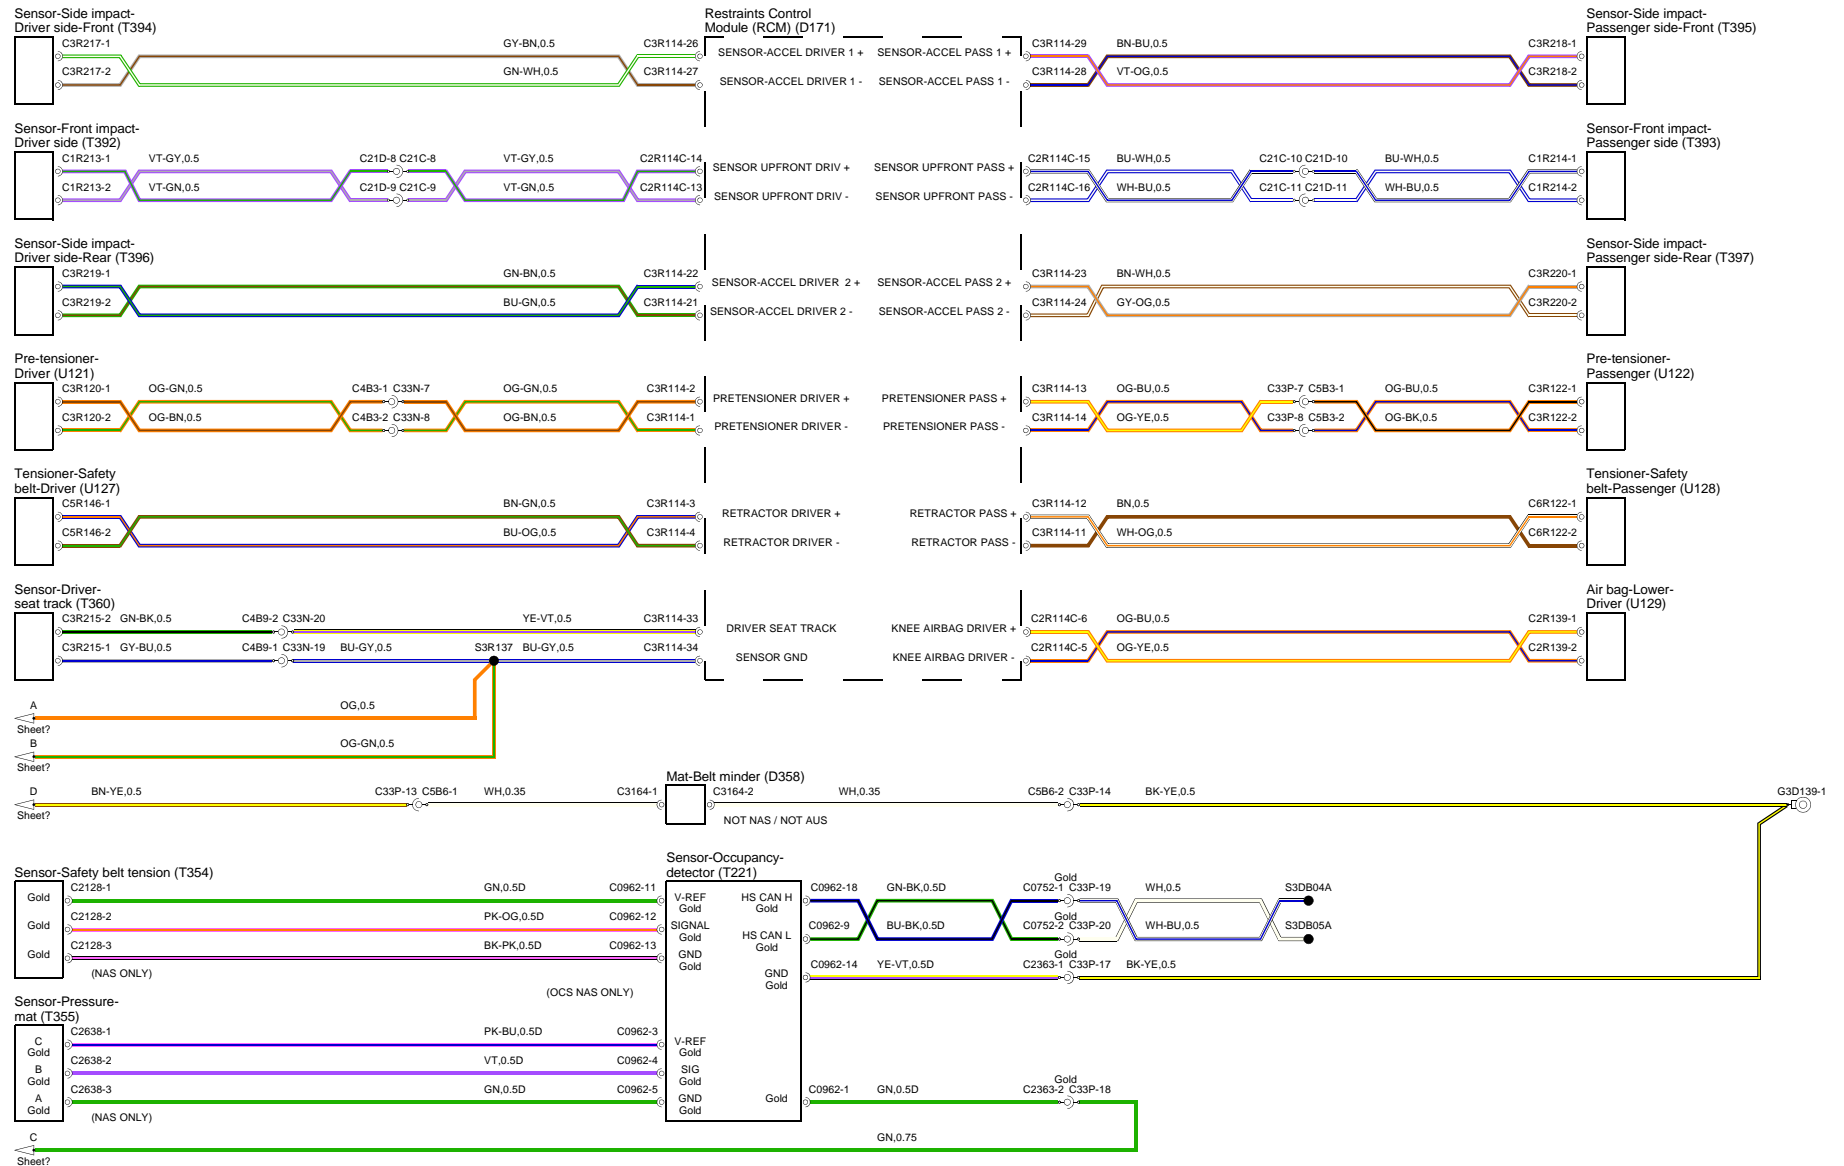 Sensor-Side impact-
Driver side-Front (T394)
Restraints Control
Module (RCM) (D171)
Sensor-Side impact-
Passenger side-Front (T395)
C3R217-1
GY-BN,0.5
C3R114-26
SENSOR-ACCEL DRIVER 1 +
SENSOR-ACCEL PASS 1 +
C3R114-29
BN-BU,0.5
C3R218-1
C3R217-2
GN-WH,0.5
C3R114-27
SENSOR-ACCEL DRIVER 1 -
SENSOR-ACCEL PASS 1 -
C3R114-28
VT-OG,0.5
C3R218-2
Sensor-Front impact-
Driver side (T392)
Sensor-Front impact-
Passenger side (T393)
C1R213-1
VT-GY,0.5
C21D-8
C21C-8
VT-GY,0.5
C2R114C-14
SENSOR UPFRONT DRIV +
SENSOR UPFRONT PASS +
C2R114C-15
BU-WH,0.5
C21C-10
C21D-10
BU-WH,0.5
C1R214-1
C1R213-2
VT-GN,0.5
C21D-9
C21C-9
VT-GN,0.5
C2R114C-13
SENSOR UPFRONT DRIV -
SENSOR UPFRONT PASS -
C2R114C-16
WH-BU,0.5
C21C-11
C21D-11
WH-BU,0.5
C1R214-2
Sensor-Side impact-
Driver side-Rear (T396)
Sensor-Side impact-
Passenger side-Rear (T397)
C3R219-1
GN-BN,0.5
C3R114-22
SENSOR-ACCEL DRIVER 2 +
SENSOR-ACCEL PASS 2 +
C3R114-23
BN-WH,0.5
C3R220-1
C3R219-2
BU-GN,0.5
C3R114-21
SENSOR-ACCEL DRIVER 2 -
SENSOR-ACCEL PASS 2 -
C3R114-24
GY-OG,0.5
C3R220-2
Pre-tensioner-
Driver (U121)
Pre-tensioner-
Passenger (U122)
C3R120-1
OG-GN,0.5
C4B3-1
C33N-7
OG-GN,0.5
C3R114-2
PRETENSIONER DRIVER +
PRETENSIONER PASS +
C3R114-13
OG-BU,0.5
C33P-7
C5B3-1
OG-BU,0.5
C3R122-1
C3R120-2
OG-BN,0.5
C4B3-2
C33N-8
OG-BN,0.5
C3R114-1
PRETENSIONER DRIVER -
PRETENSIONER PASS -
C3R114-14
OG-YE,0.5
C33P-8
C5B3-2
OG-BK,0.5
C3R122-2
Tensioner-Safety
belt-Driver (U127)
Tensioner-Safety
belt-Passenger (U128)
C5R146-1
BN-GN,0.5
C3R114-3
RETRACTOR DRIVER +
RETRACTOR PASS +
C3R114-12
BN,0.5
C6R122-1
C5R146-2
BU-OG,0.5
C3R114-4
RETRACTOR DRIVER -
RETRACTOR PASS -
C3R114-11
WH-OG,0.5
C6R122-2
Sensor-Driver-
seat track (T360)
Air bag-Lower-
Driver (U129)
C3R215-2
GN-BK,0.5
C4B9-2
C33N-20
YE-VT,0.5
C3R114-33
DRIVER SEAT TRACK
KNEE AIRBAG DRIVER +
C2R114C-6
OG-BU,0.5
C2R139-1
C3R215-1
GY-BU,0.5
C4B9-1
C33N-19
BU-GY,0.5
S3R137
BU-GY,0.5
C3R114-34
SENSOR GND
KNEE AIRBAG DRIVER -
C2R114C-5
OG-YE,0.5
C2R139-2
A
OG,0.5
Sheet?
B
OG-GN,0.5
Sheet?
Mat-Belt minder (D358)
D
BN-YE,0.5
C33P-13
C5B6-1
WH,0.35
C3164-1
C3164-2
WH,0.35
C5B6-2
C33P-14
BK-YE,0.5
G3D139-1
Sheet?
NOT NAS / NOT AUS
Sensor-Safety belt tension (T354)
Sensor-Occupancy-
detector (T221)
Gold
C2128-1
GN,0.5D
C0962-11
V-REF
Gold
HS CAN H
Gold
C0962-18
GN-BK,0.5D
Gold
C0752-1
C33P-19
WH,0.5
S3DB04A
Gold
C2128-2
PK-OG,0.5D
C0962-12
SIGNAL
Gold
HS CAN L
Gold
C0962-9
BU-BK,0.5D
Gold
C0752-2
C33P-20
WH-BU,0.5
S3DB05A
Gold
C2128-3
BK-PK,0.5D
C0962-13
GND
Gold
GND
Gold
C0962-14
YE-VT,0.5D
Gold
C2363-1
C33P-17
BK-YE,0.5
(NAS ONLY)
(OCS NAS ONLY)
Sensor-Pressure-
mat (T355)
C
Gold
C2638-1
PK-BU,0.5D
C0962-3
V-REF
Gold
B
Gold
C2638-2
VT,0.5D
C0962-4
SIG
Gold
A
Gold
C2638-3
GN,0.5D
C0962-5
GND
Gold
Gold
C0962-1
GN,0.5D
Gold
C2363-2
C33P-18
(NAS ONLY)
C
GN,0.75
Sheet?